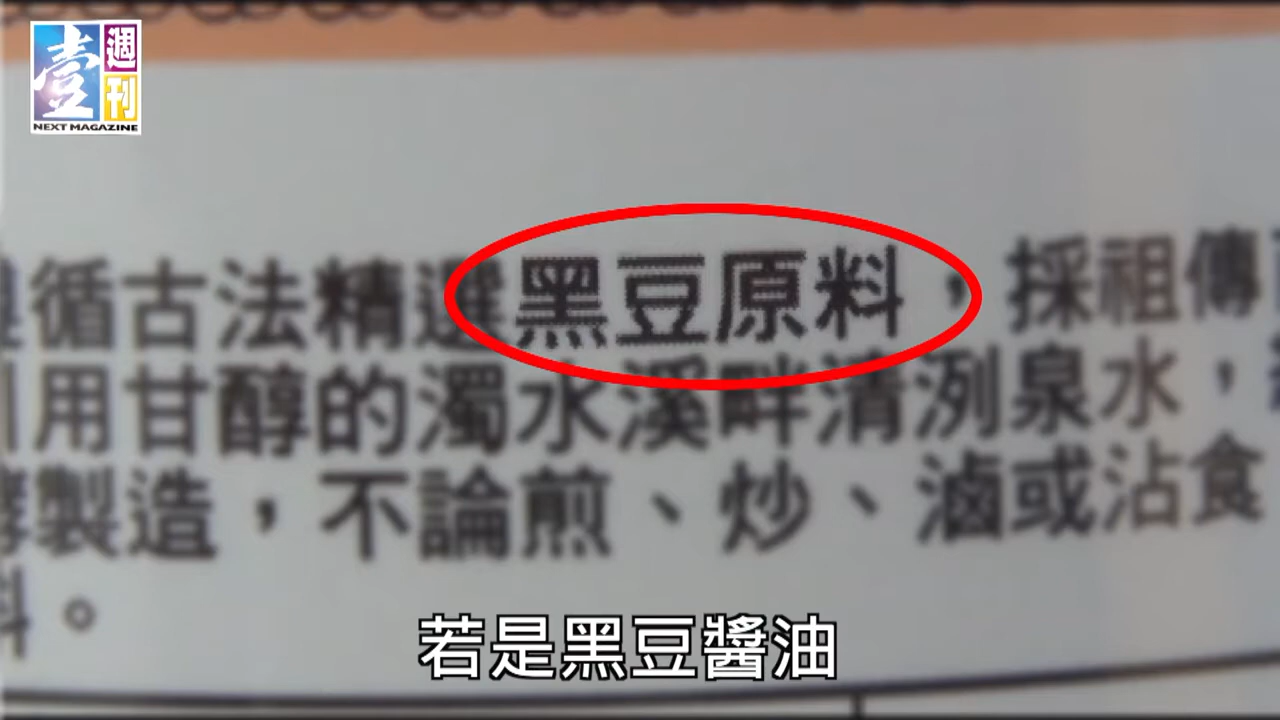 壹週刊
NEXT MAGAZINE
循古法精選黑豆原料，採祖傳
用甘醇的濁水溪畔清洌泉水，
製造，不論煎、炒、滷或沾食
料。
若是黑豆醬油